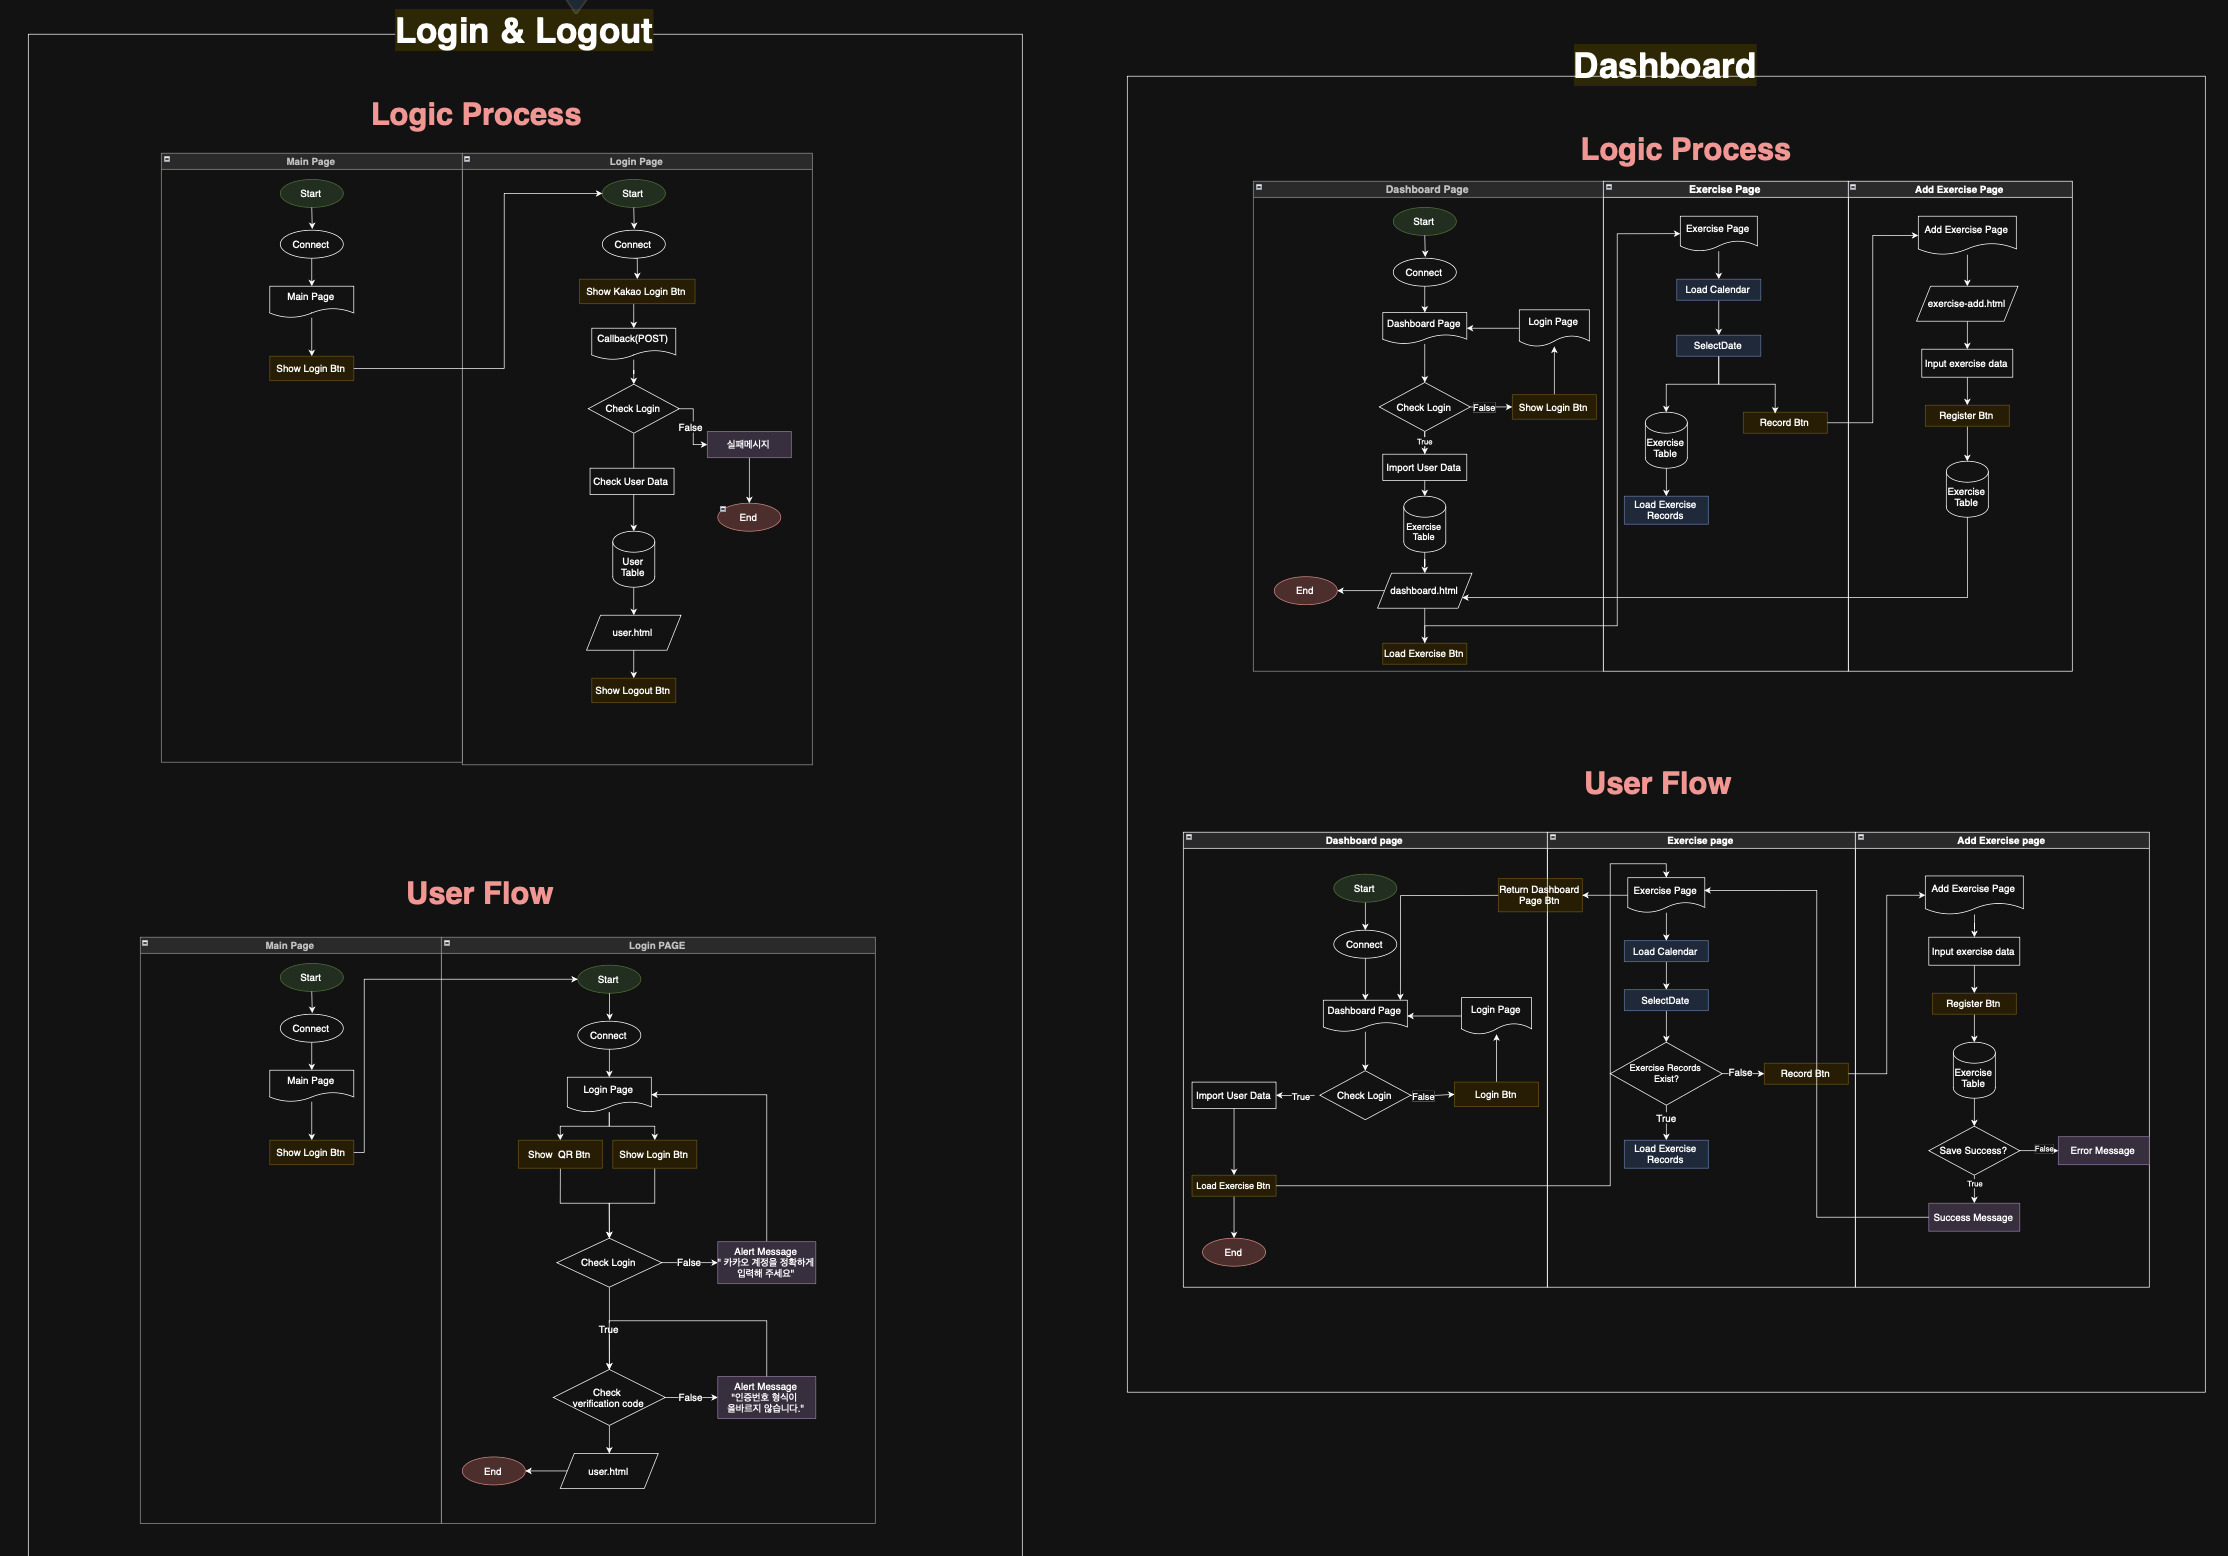 Login & Logout
Logic Process
Main Page
Login Page
Start
Connect
Main Page
Show Login Btn
Start
Connect
Show Kakao Login Btn
Callback(POST)
Check Login
False
실패메시지
End
Check User Data
User
Table
user.html
Show Logout Btn
User Flow
Main Page
Login PAGE
Start
Connect
Main Page
Show Login Btn
Start
Connect
Login Page
Show QR Btn
Show Login Btn
Check Login
False
Alert Message
" 카카오 계정을 정확하게
입력해 주세요"
True
Check
verification code
False
Alert Message
"인증번호 형식이
올바르지 않습니다."
user.html
End
Dashboard
Logic Process
Dashboard Page
Exercise Page
Add Exercise Page
Start
Connect
Dashboard Page
Login Page
Check Login
False
Show Login Btn
True
Import User Data
Exercise
Table
dashboard.html
End
Load Exercise Btn
Exercise Page
Load Calendar
SelectDate
Exercise
Table
Record Btn
Load Exercise
Records
Add Exercise Page
exercise-add.html
Input exercise data
Register Btn
Exercise
Table
User Flow
Dashboard page
Exercise page
Add Exercise page
Start
Connect
Dashboard Page
Login Page
Import User Data
True
Check Login
False
Login Btn
Load Exercise Btn
End
Return Dashboard
Page Btn
Exercise Page
Load Calendar
SelectDate
Exercise Records
Exist?
False
Record Btn
True
Load Exercise
Records
Add Exercise Page
Input exercise data
Register Btn
Exercise
Table
Save Success?
False
Error Message
True
Success Message